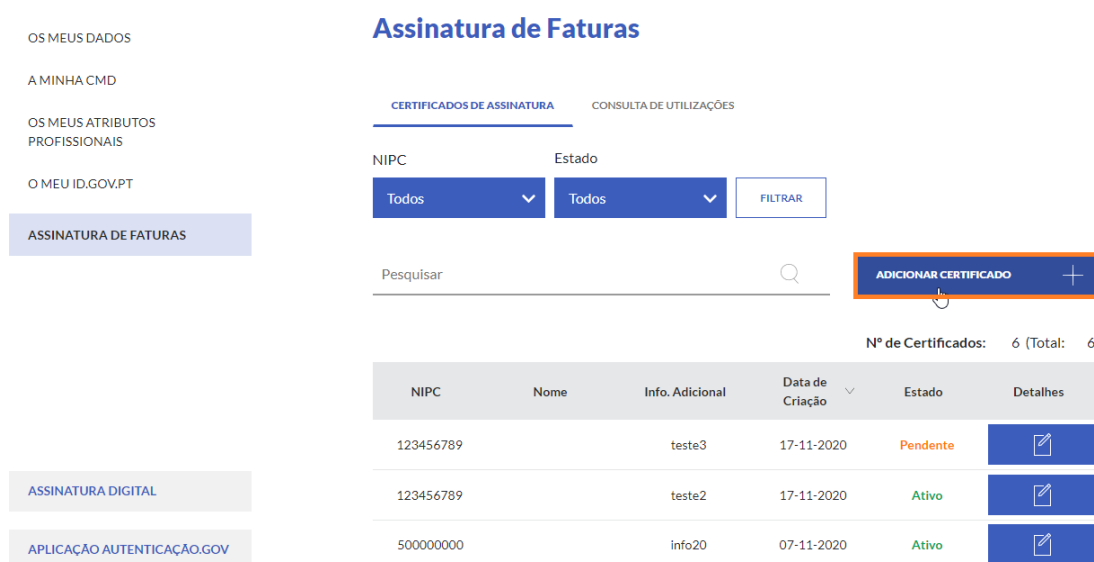 OS MEUS DADOS
A MINHA CMD
OS MEUS ATRIBUTOS
PROFISSIONAIS
O MEU ID.GOV.PT
ASSINATURA DE FATURAS
ASSINATURA DIGITAL
APLICAÇÃO AUTENTICAÇÃO.GOV
Assinatura de Faturas
CERTIFICADOS DE ASSINATURA CONSULTA DE UTILIZAÇÕES
NIPC Estado
Todos Todos FILTRAR
Pesquisar ADICIONAR CERTIFICADO
Nº de Certificados: 6 (Total: 6
NIPC Nome Info. Adicional Data de Criação Estado Detalhes
123456789 teste3 17-11-2020 Pendente
123456789 teste2 17-11-2020 Ativo
500000000 info20 07-11-2020 Ativo